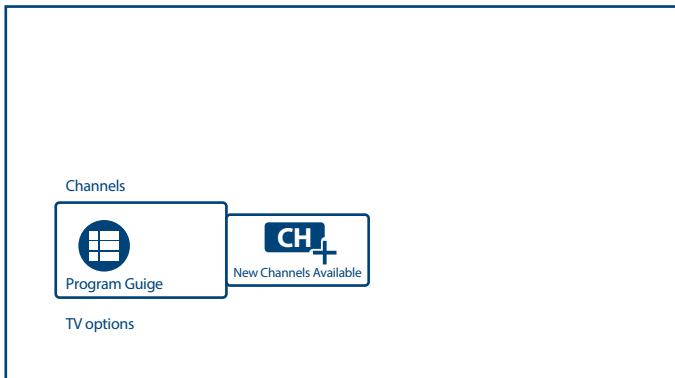 Channels
CH
Program Guige
New Channels Available
TV options